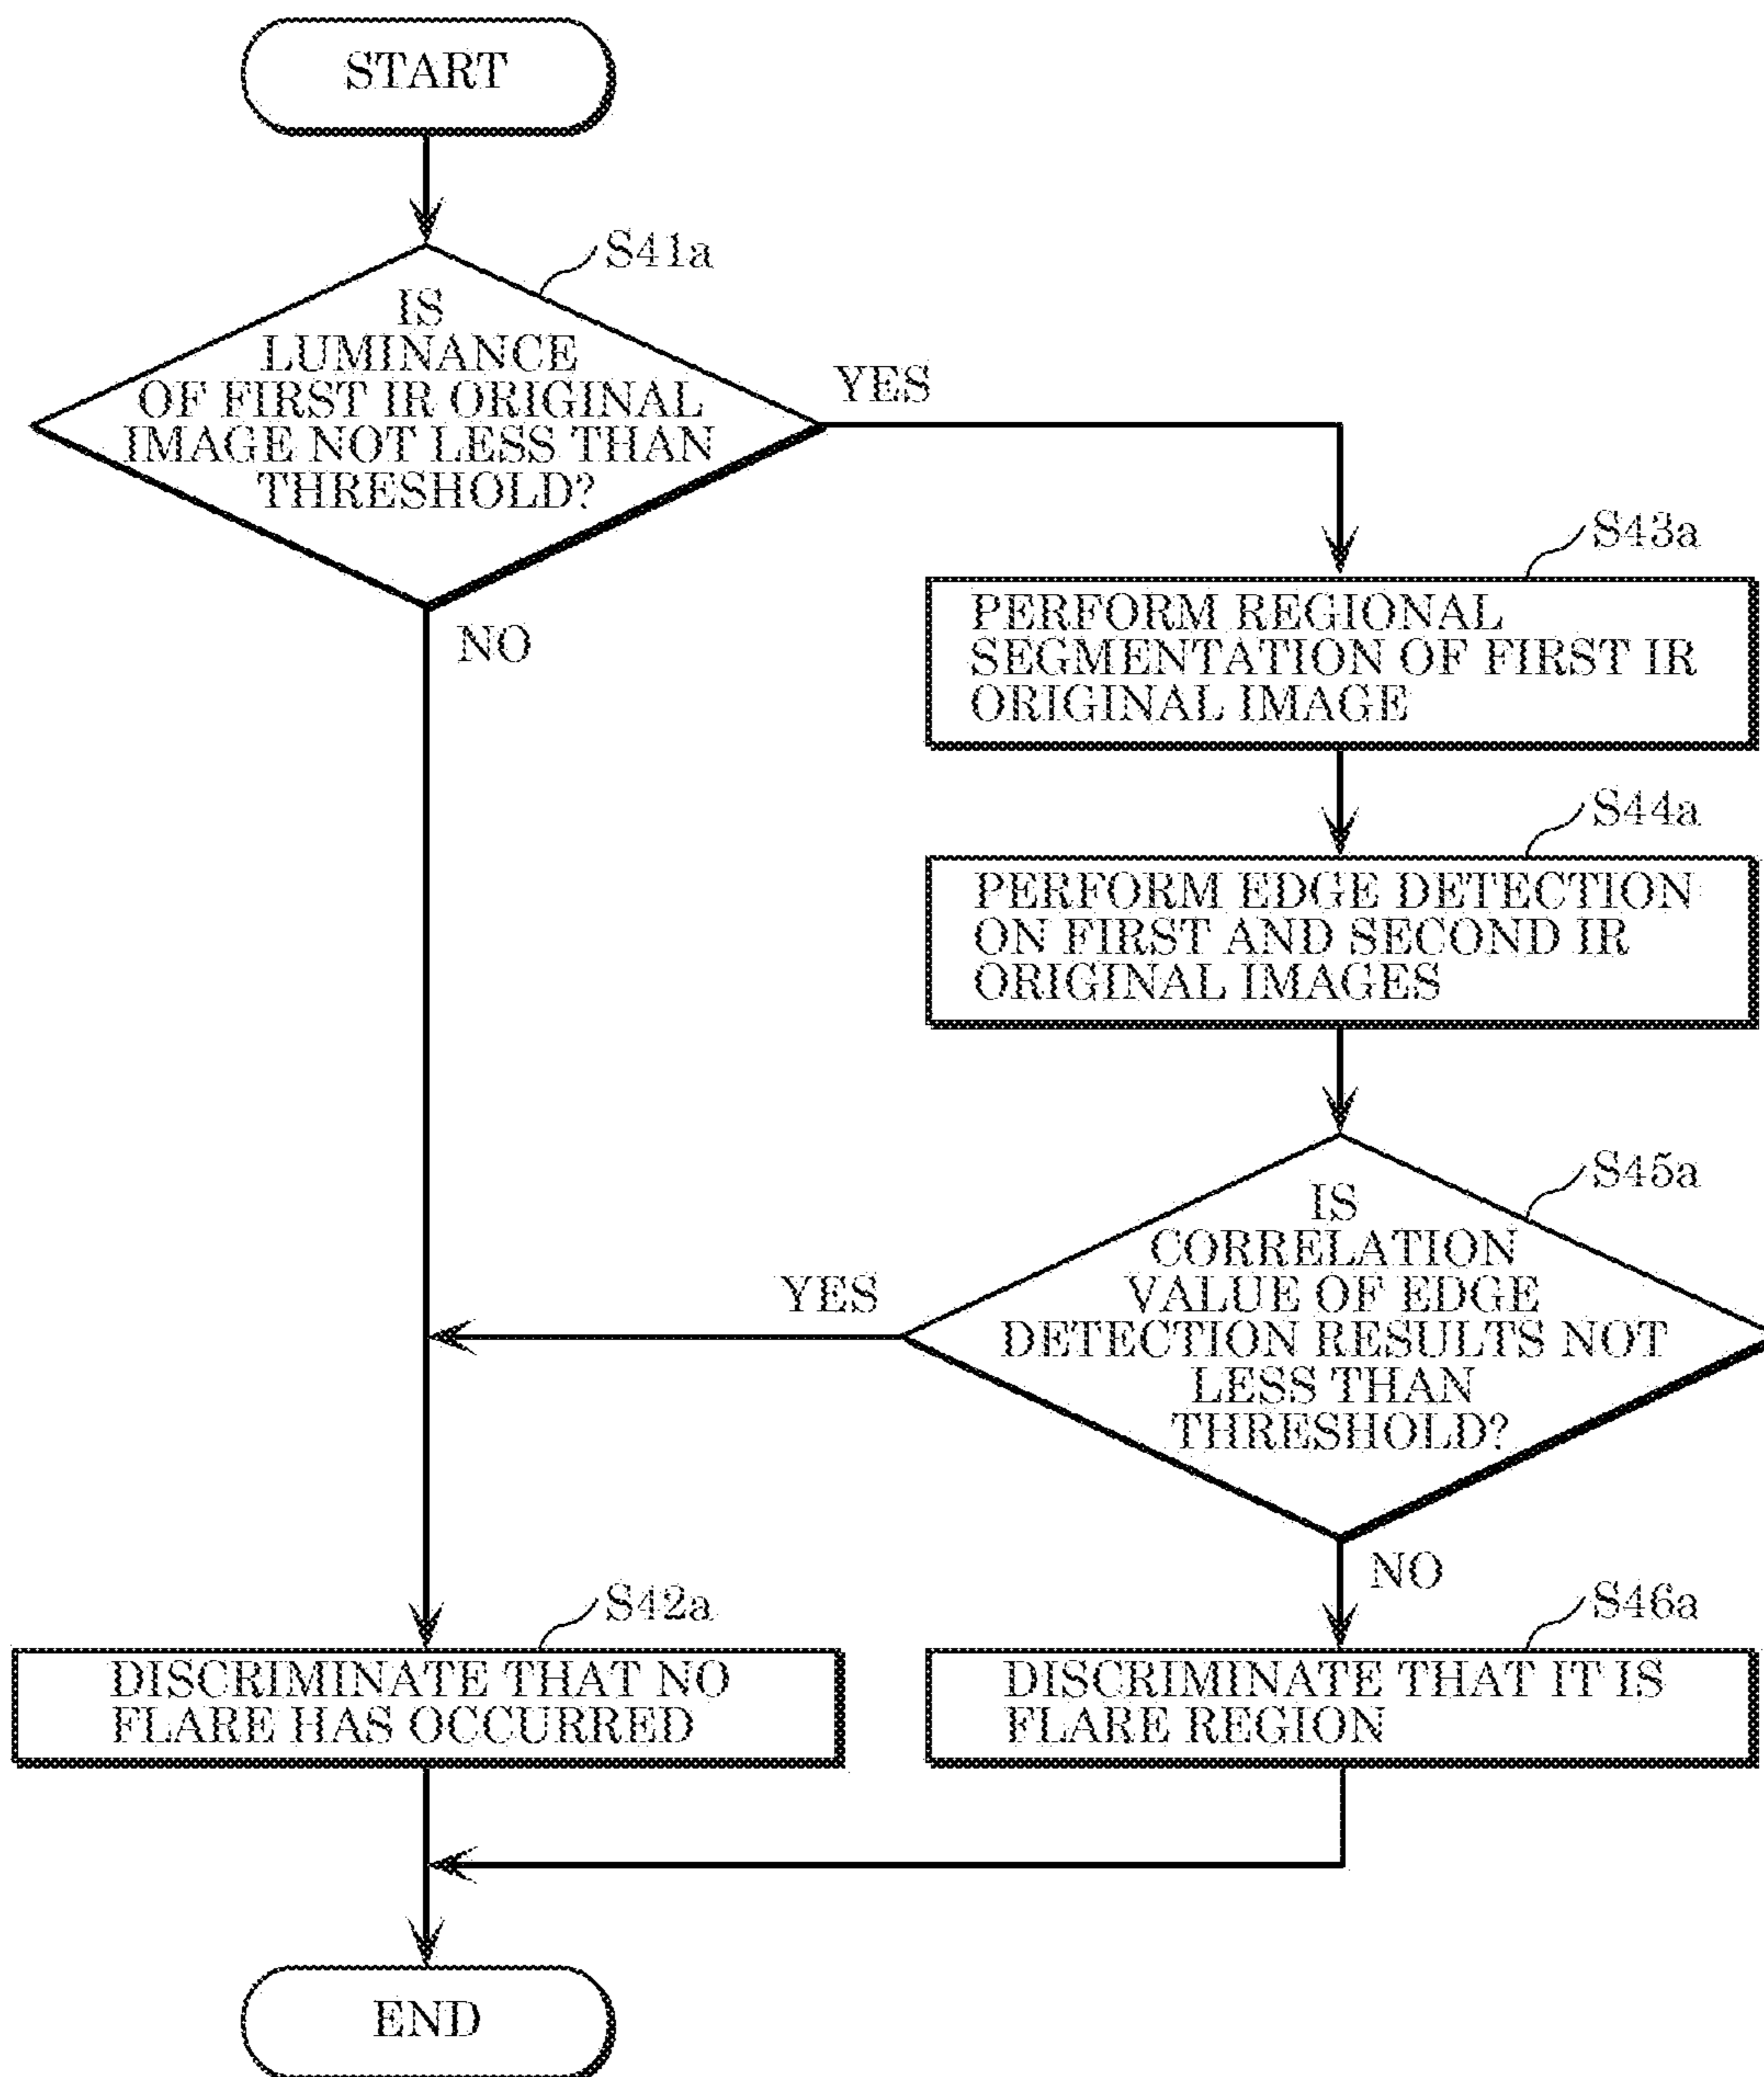 START
S41a
IS
LUMINANCE
OF FIRST IR ORIGINAL
IMAGE NOT LESS THAN
THRESHOLD?
YES
NO
S43a
PERFORM REGIONAL
SEGMENTATION OF FIRST IR
ORIGINAL IMAGE
S44a
PERFORM EDGE DETECTION
ON FIRST AND SECOND IR
ORIGINAL IMAGES
S45a
IS
CORRELATION
VALUE OF EDGE
DETECTION RESULTS NOT
LESS THAN
THRESHOLD?
YES
NO
S42a
DISCRIMINATE THAT NO
FLARE HAS OCCURRED
S46a
DISCRIMINATE THAT IT IS
FLARE REGION
END